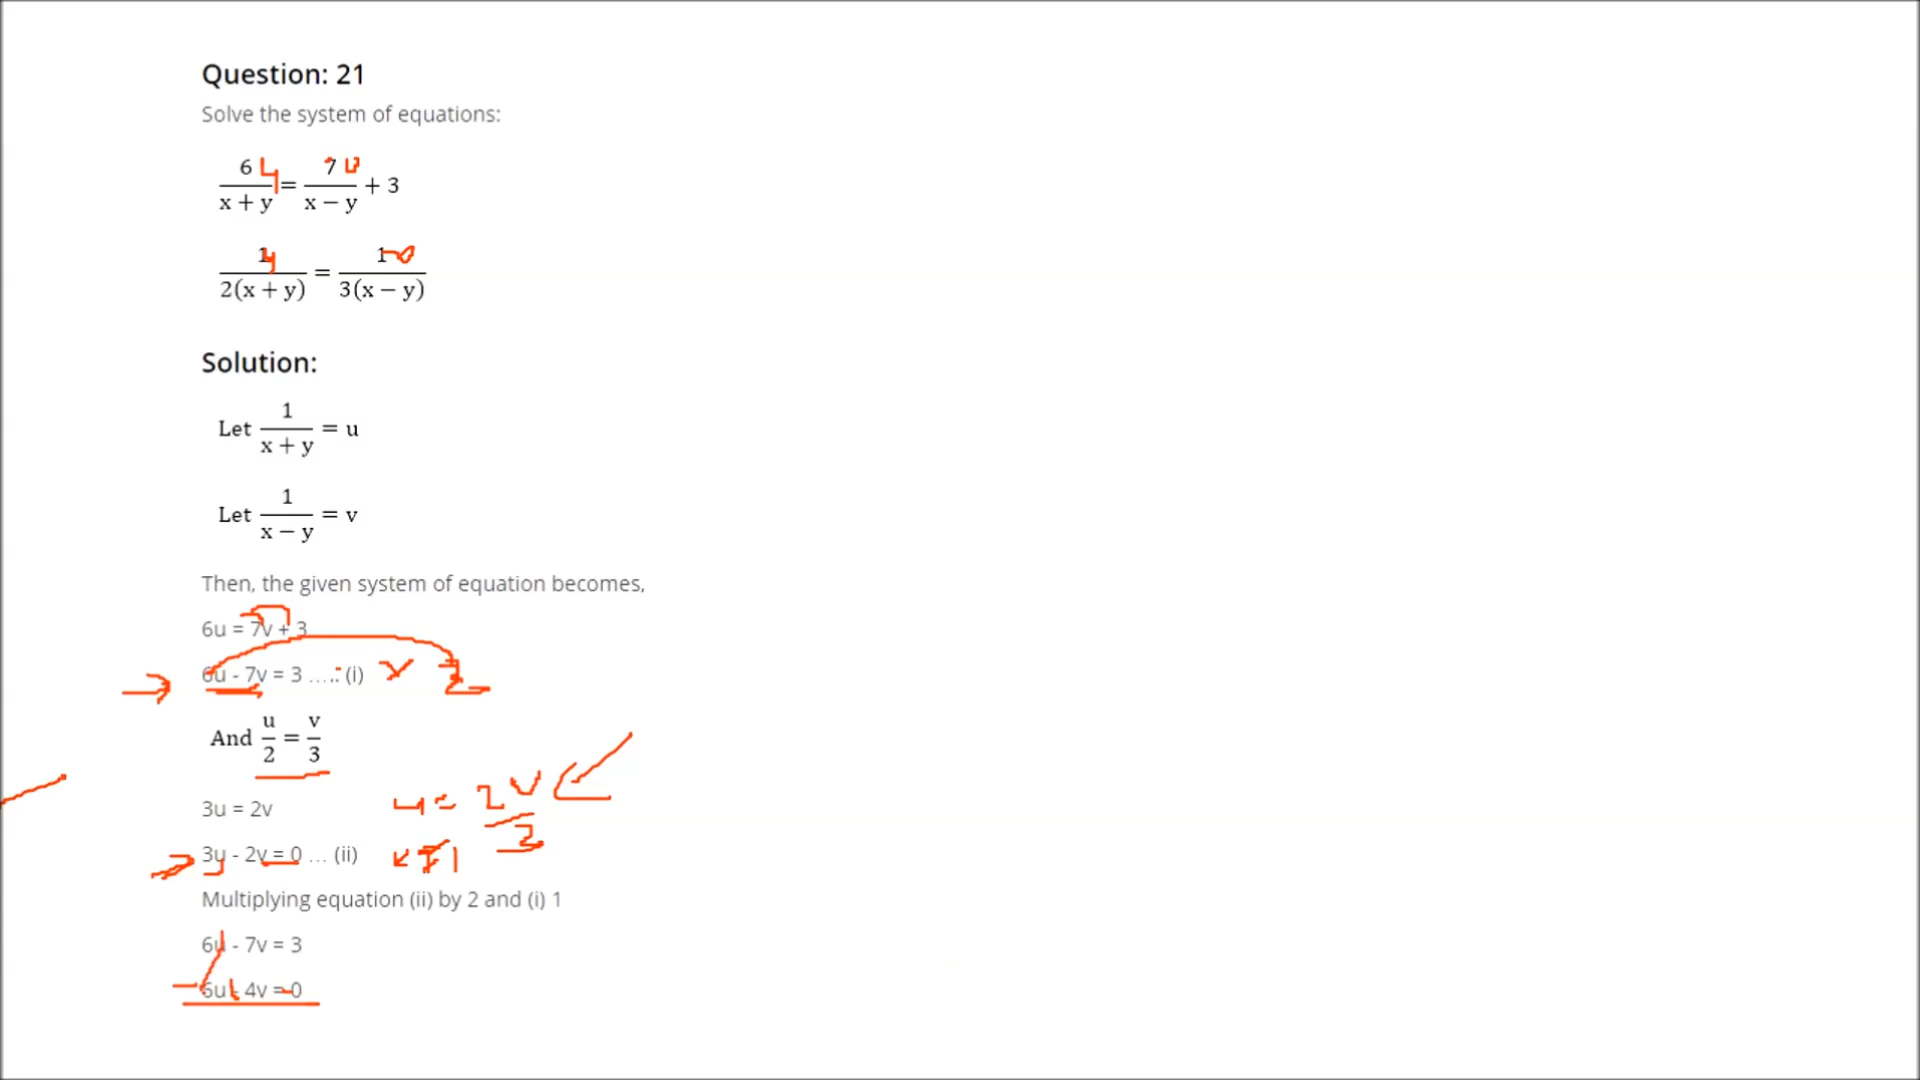 Question: 21
Solve the system of equations:
6/(x + y) = 7/(x − y) + 3
1/(2(x + y)) = 1/(3(x − y))
Solution:
Let 1/(x + y) = u
Let 1/(x − y) = v
Then, the given system of equation becomes,
6u = 7v + 3
6u - 7v = 3 ..... (i)
And u/2 = v/3
3u = 2v
u = 2v/3
3u - 2v = 0 ... (ii)
Multiplying equation (ii) by 2 and (i) 1
6u - 7v = 3
6u - 4v = 0